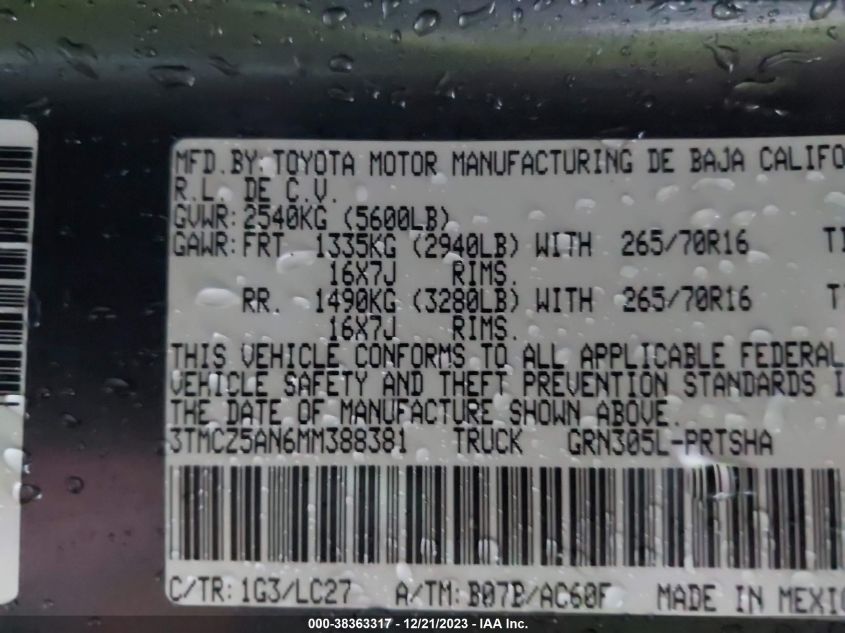 MFD.BY:TOYOTA MOTOR MANUFACTURING DE BAJA CALIFO
R.L. DE C.V.
GVWR:2540KG (5600LB)
GAWR:FRT. 1335KG (2940LB) WITH 265/70R16 TI
16X7J RIMS.
RR. 1490KG (3280LB) WITH 265/70R16 T
16X7J RIMS.
THIS VEHICLE CONFORMS TO ALL APPLICABLE FEDERAL
VEHICLE SAFETY AND THEFT PREVENTION STANDARDS I
THE DATE OF MANUFACTURE SHOWN ABOVE.
3TMCZ5AN6MM388381 TRUCK GRN305L-PRTSHA
C/TR:1G3/LC27 A/TM:B07B/AC60F MADE IN MEXIC
000-38363317 - 12/21/2023 - IAA Inc.